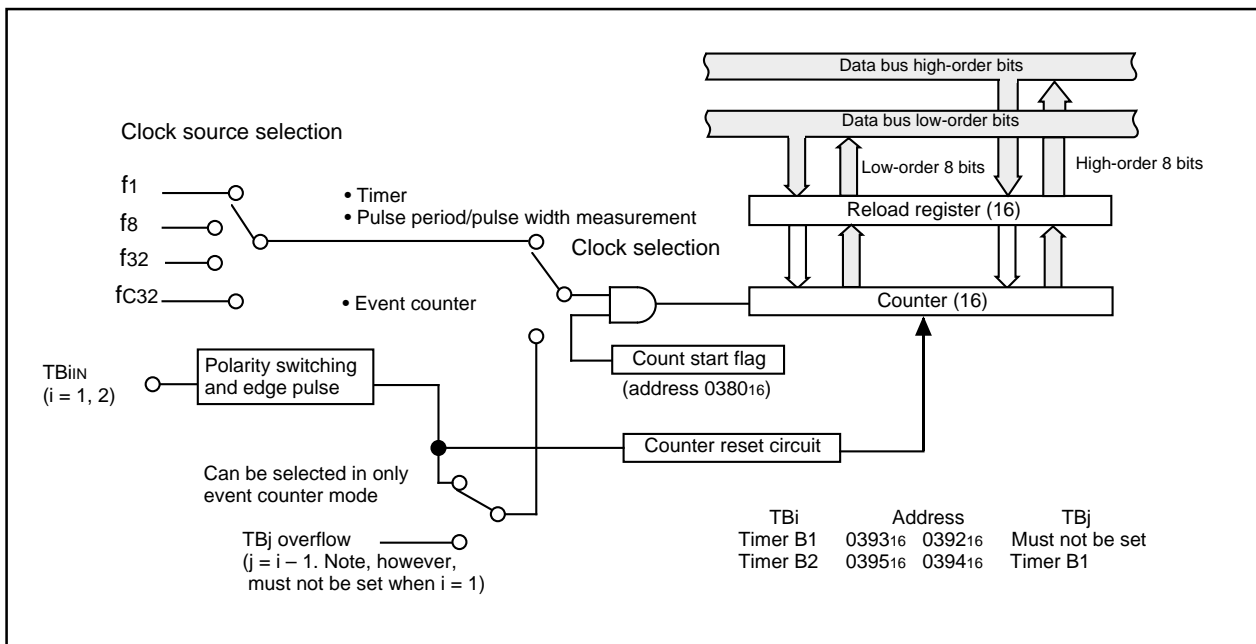 Data bus high-order bits
Data bus low-order bits
Clock source selection
Low-order 8 bits
High-order 8 bits
f1
f8
f32
fC32
• Timer
• Pulse period/pulse width measurement
Reload register (16)
Clock selection
• Event counter
Counter (16)
Count start flag
(address 038016)
TBiIN
(i = 1, 2)
Polarity switching
and edge pulse
Counter reset circuit
Can be selected in only
event counter mode
TBj overflow
(j = i – 1. Note, however,
must not be set when i = 1)
TBi Address TBj
Timer B1 039316 039216 Must not be set
Timer B2 039516 039416 Timer B1